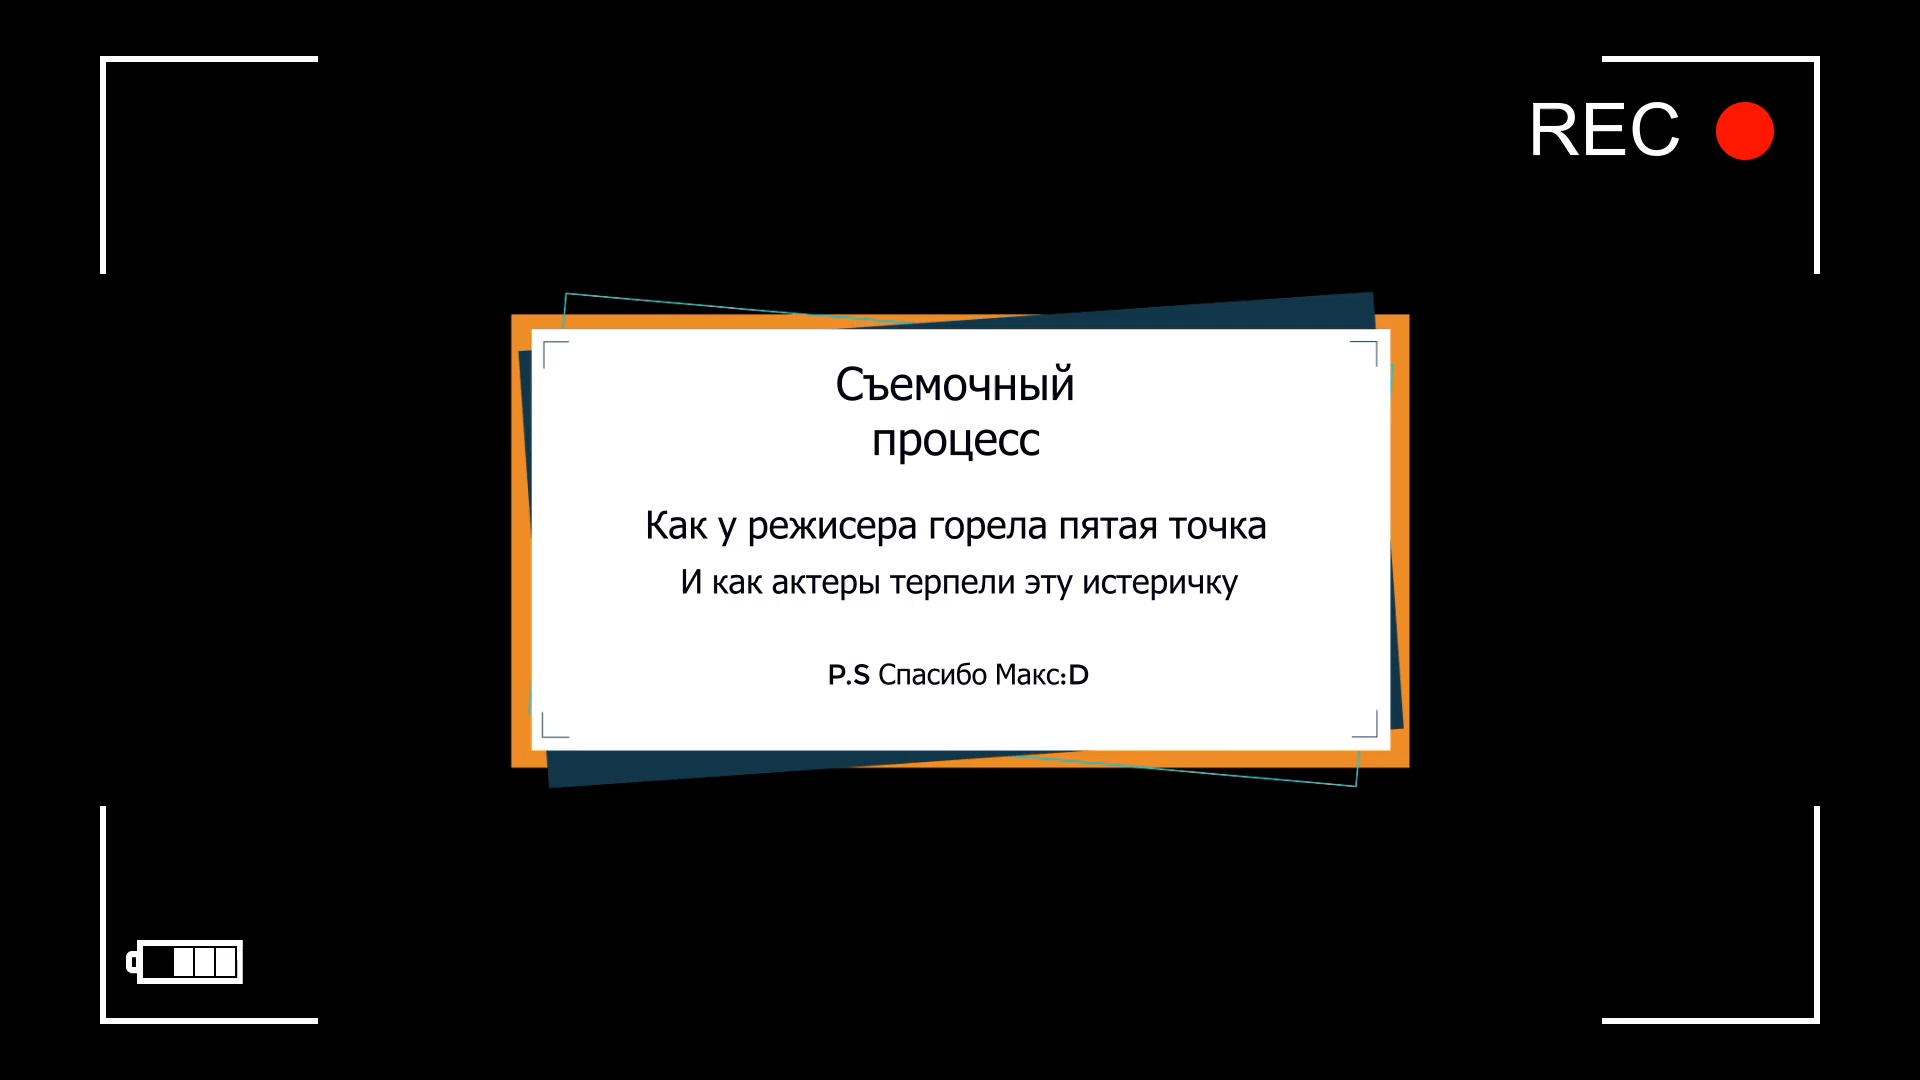 REC
Съемочный
процесс
Как у режисера горела пятая точка
И как актеры терпели эту истеричку
P.S Спасибо Макс:D